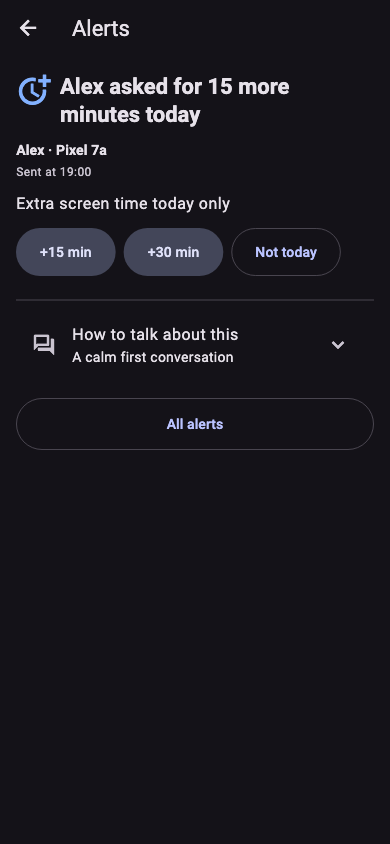 Alerts
Alex asked for 15 more
minutes today
Alex · Pixel 7a
Sent at 19:00
Extra screen time today only
+15 min
+30 min
Not today
How to talk about this
A calm first conversation
All alerts